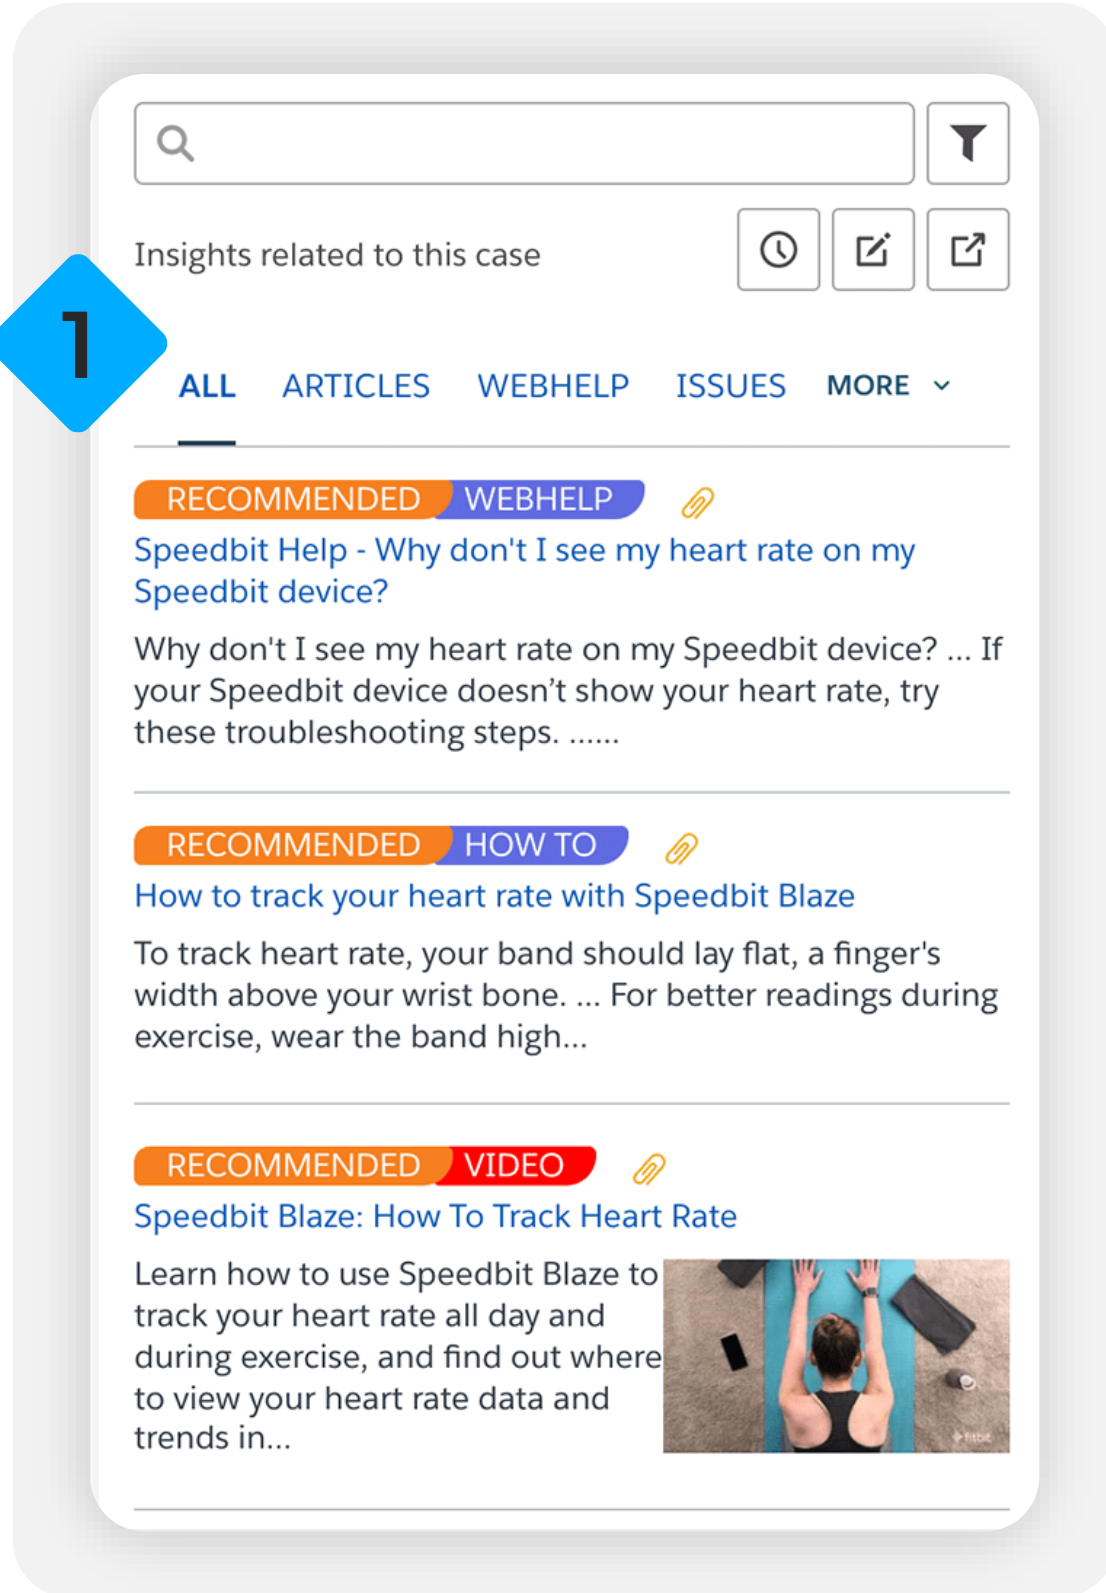 Insights related to this case
1
ALL ARTICLES WEBHELP ISSUES MORE
RECOMMENDED WEBHELP
Speedbit Help - Why don't I see my heart rate on my
Speedbit device?
Why don't I see my heart rate on my Speedbit device? ... If
your Speedbit device doesn’t show your heart rate, try
these troubleshooting steps. ......
RECOMMENDED HOW TO
How to track your heart rate with Speedbit Blaze
To track heart rate, your band should lay flat, a finger's
width above your wrist bone. ... For better readings during
exercise, wear the band high...
RECOMMENDED VIDEO
Speedbit Blaze: How To Track Heart Rate
Learn how to use Speedbit Blaze to
track your heart rate all day and
during exercise, and find out where
to view your heart rate data and
trends in...
fitbit